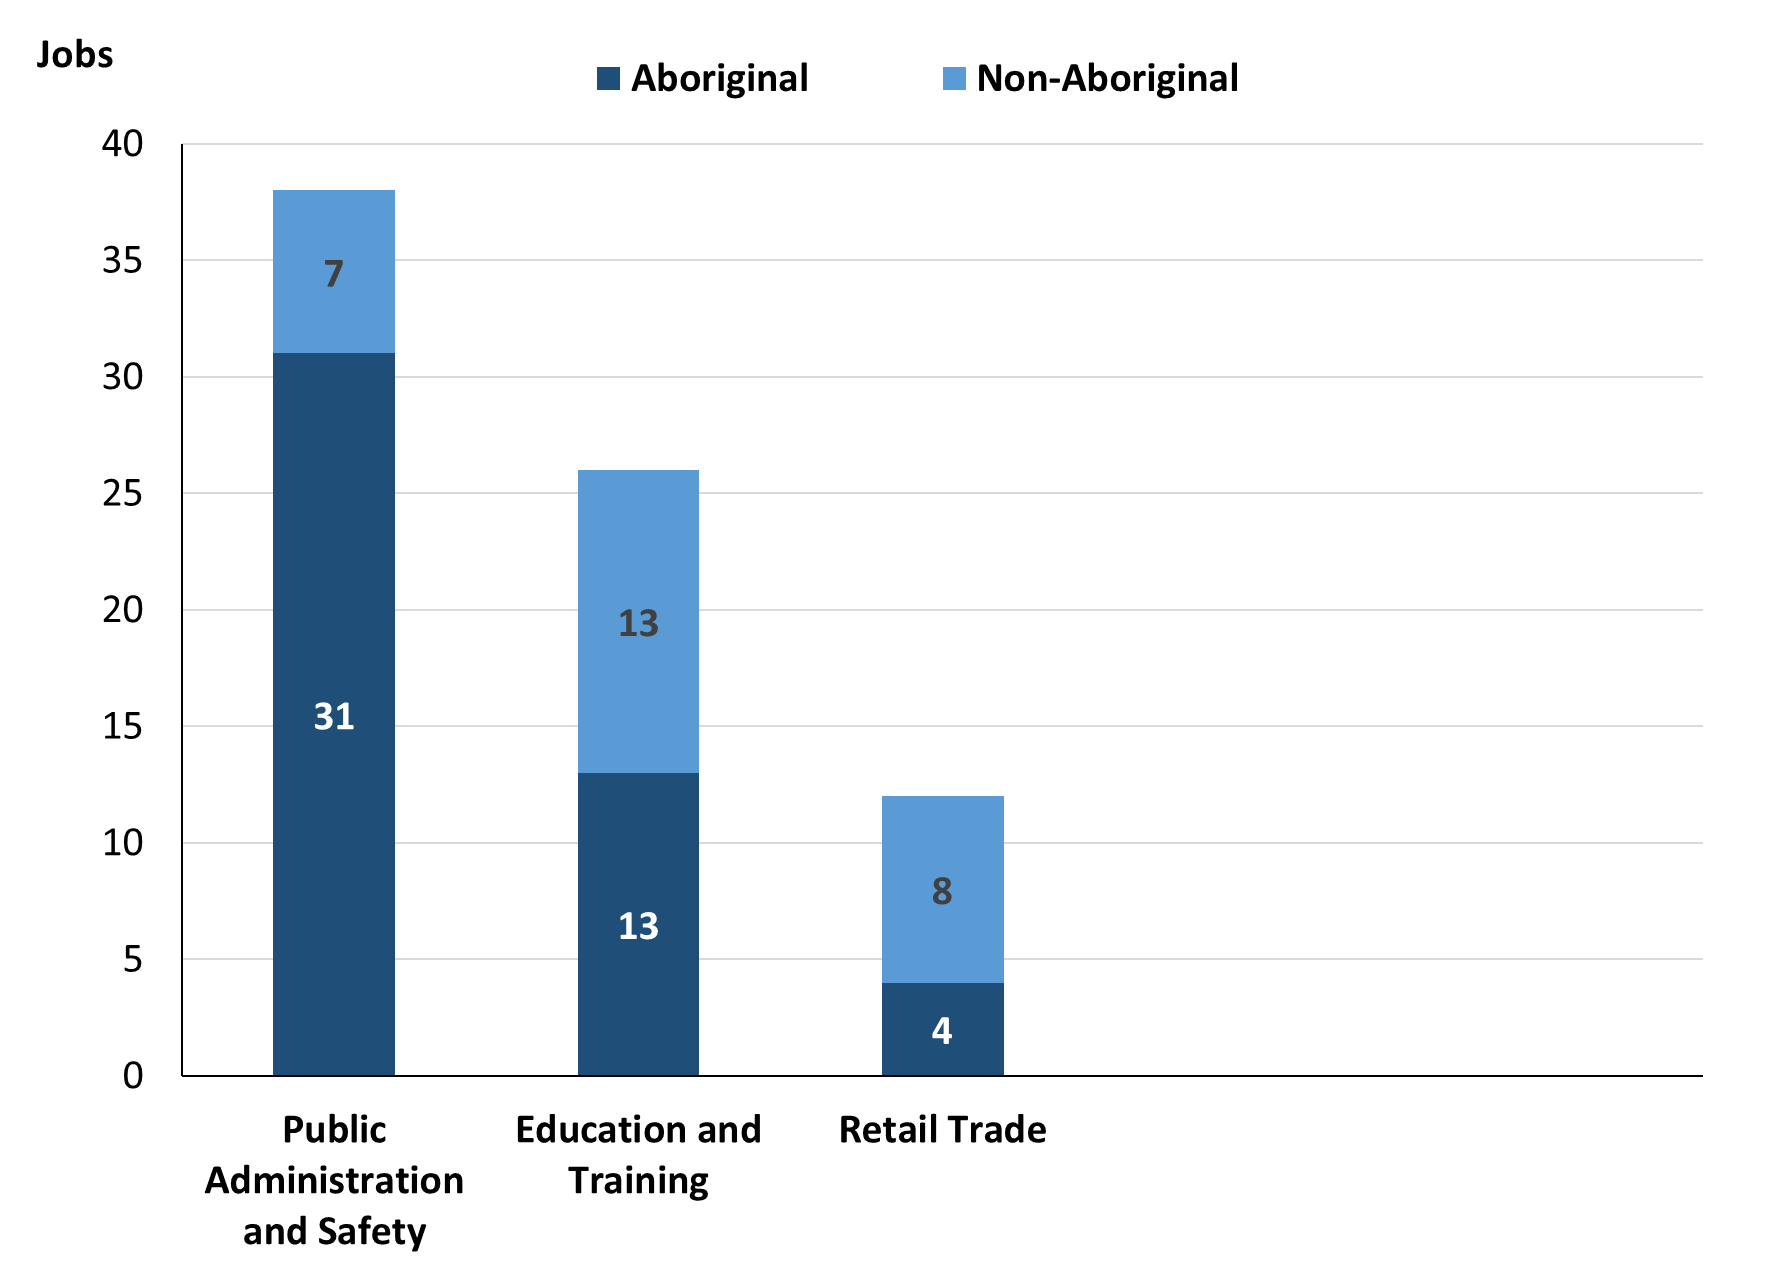 Jobs
Aboriginal
Non-Aboriginal
40
35
30
25
20
15
10
5
0
7
31
13
13
8
4
Public
Administration
and Safety
Education and
Training
Retail Trade